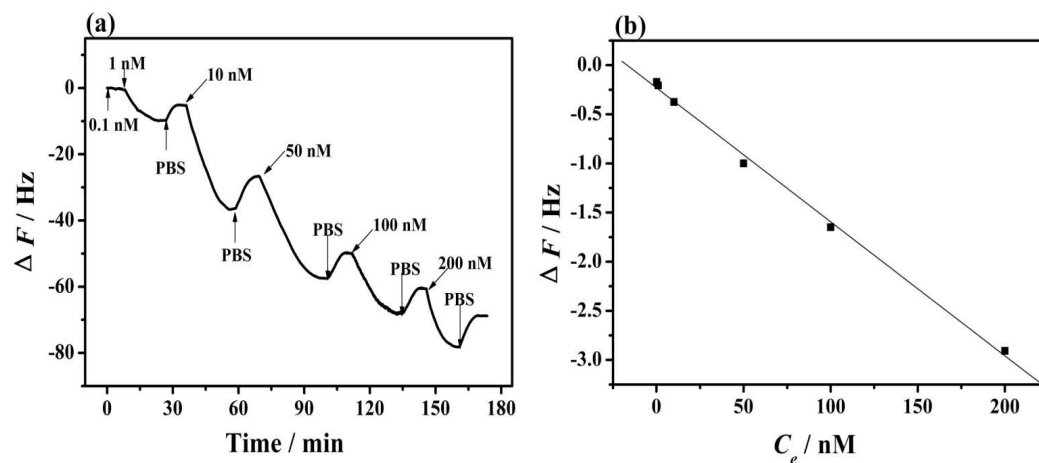 (a)
1 nM
10 nM
0.1 nM
PBS
50 nM
PBS
PBS
100 nM
PBS
200 nM
PBS
0
-20
-40
-60
-80
Δ F / Hz
0 30 60 90 120 150 180
Time / min
(b)
0.0
-0.5
-1.0
-1.5
-2.0
-2.5
-3.0
Δ F / Hz
0 50 100 150 200
Ce / nM